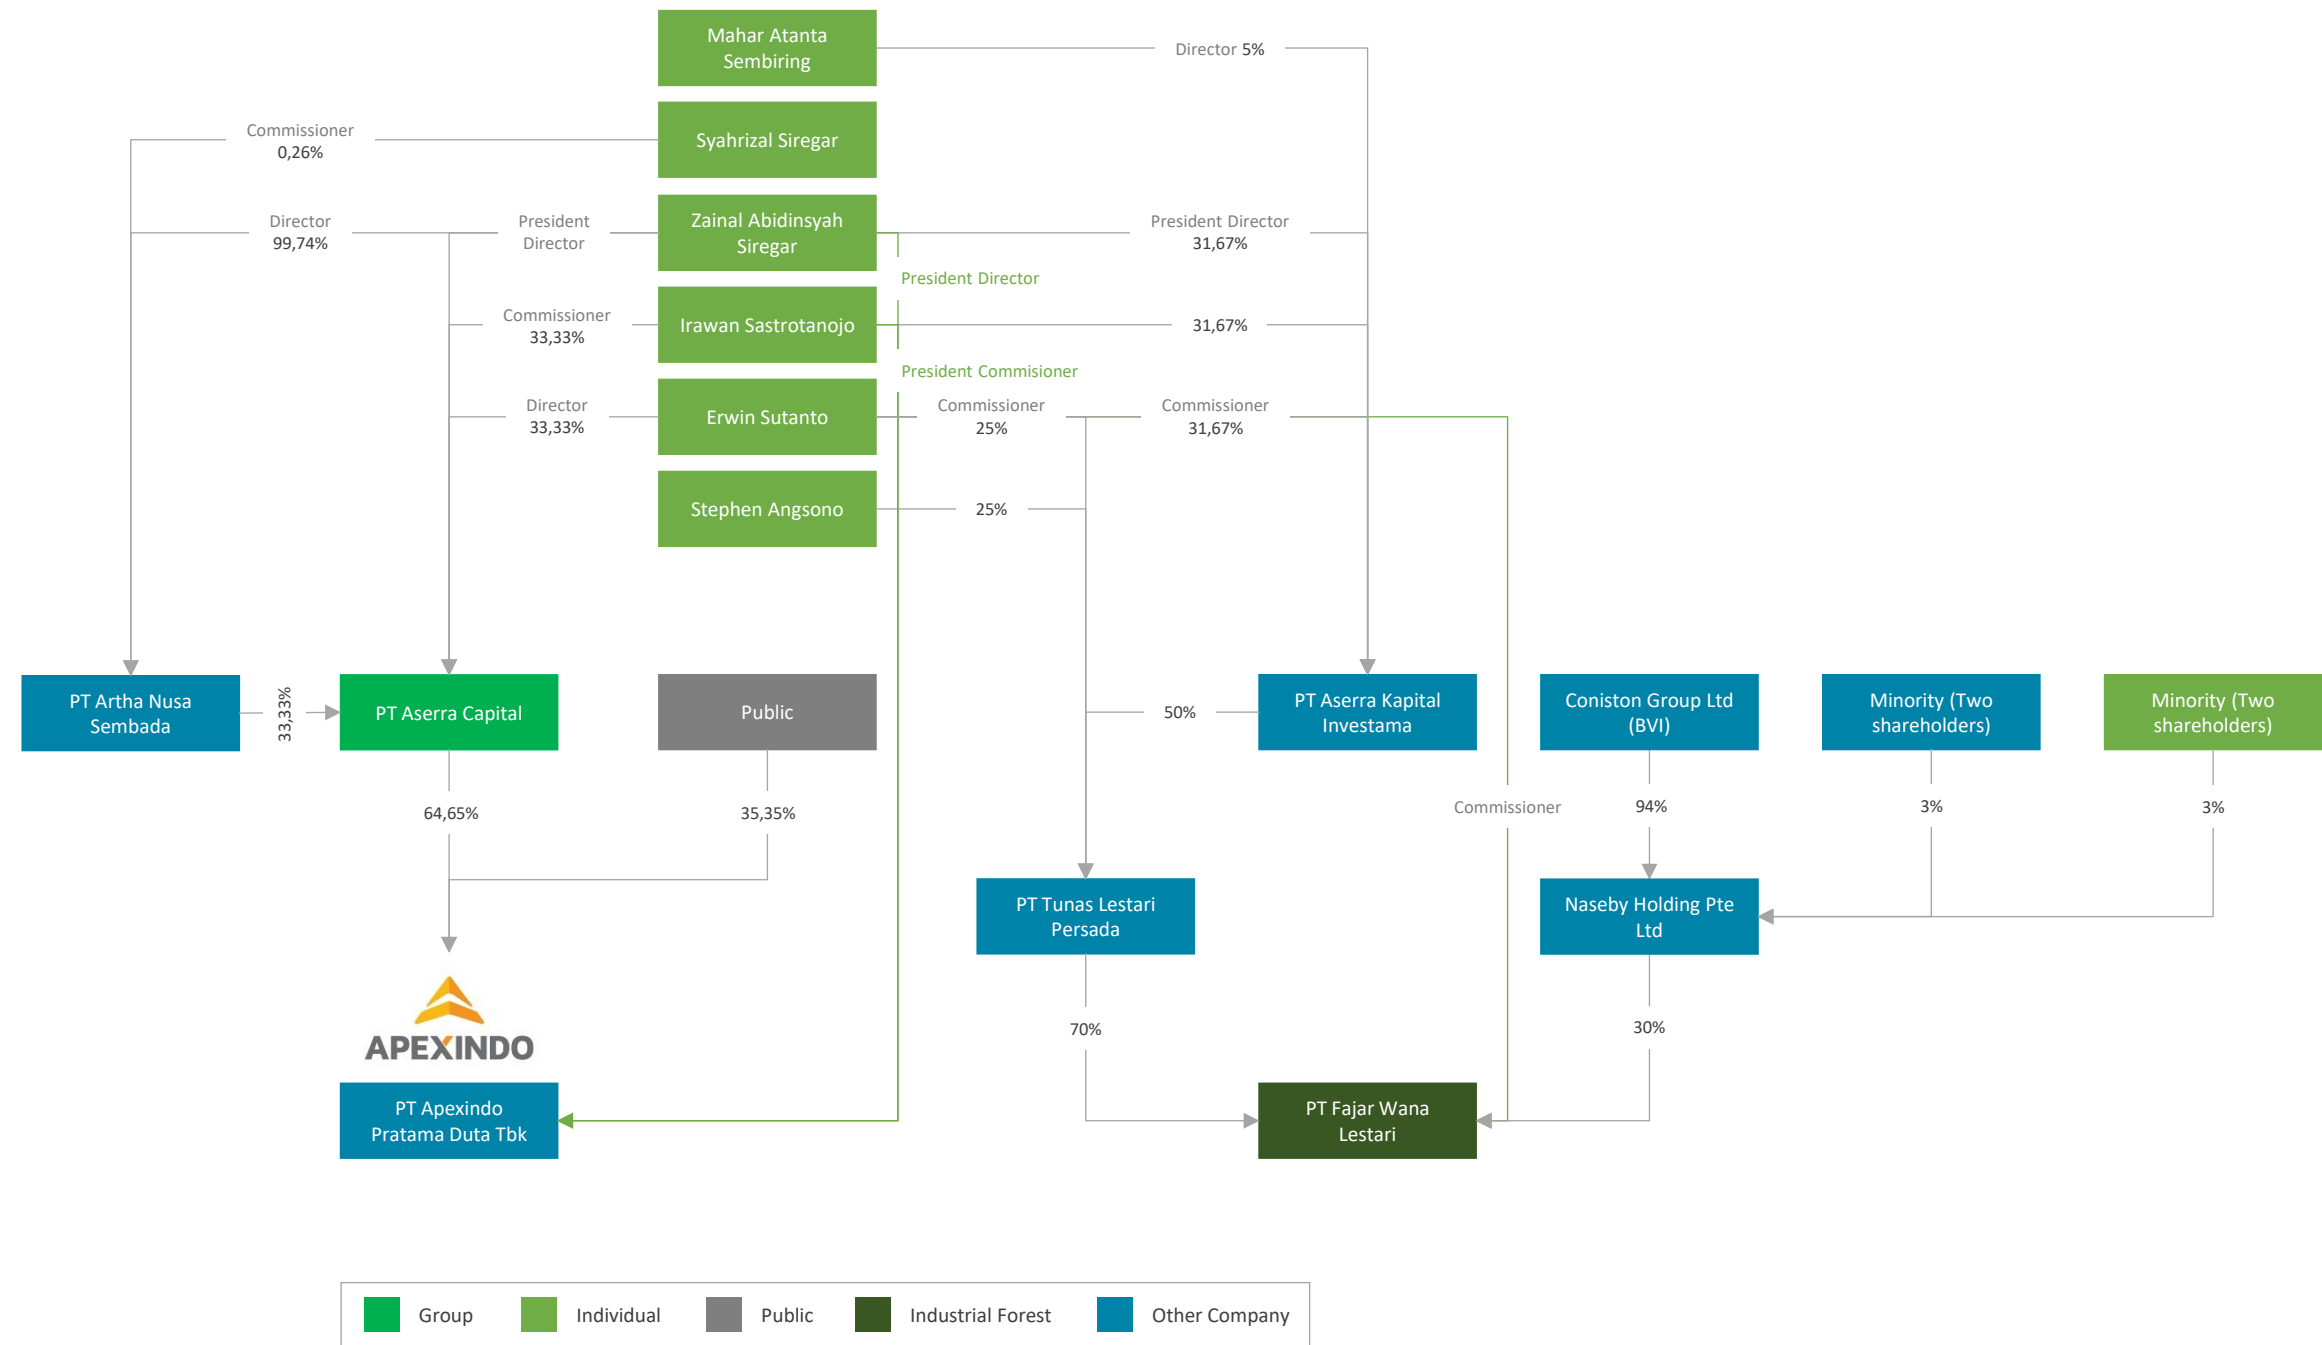 Mahar Atanta
Sembiring
Director 5%
Syahrizal Siregar
Commissioner
0,26%
Director
99,74%
President
Director
Zainal Abidinsyah
Siregar
President Director
31,67%
President Director
Commissioner
33,33%
Irawan Sastrotanojo
31,67%
President Commisioner
Director
33,33%
Erwin Sutanto
Commissioner
25%
Commissioner
31,67%
Stephen Angsono
25%
PT Artha Nusa
Sembada
33,33%
PT Aserra Capital
Public
50%
PT Aserra Kapital
Investama
Coniston Group Ltd
(BVI)
Minority (Two
shareholders)
Minority (Two
shareholders)
64,65%
35,35%
Commissioner
94%
3%
3%
PT Tunas Lestari
Persada
Naseby Holding Pte
Ltd
APEXINDO
70%
30%
PT Apexindo
Pratama Duta Tbk
PT Fajar Wana
Lestari
Group
Individual
Public
Industrial Forest
Other Company